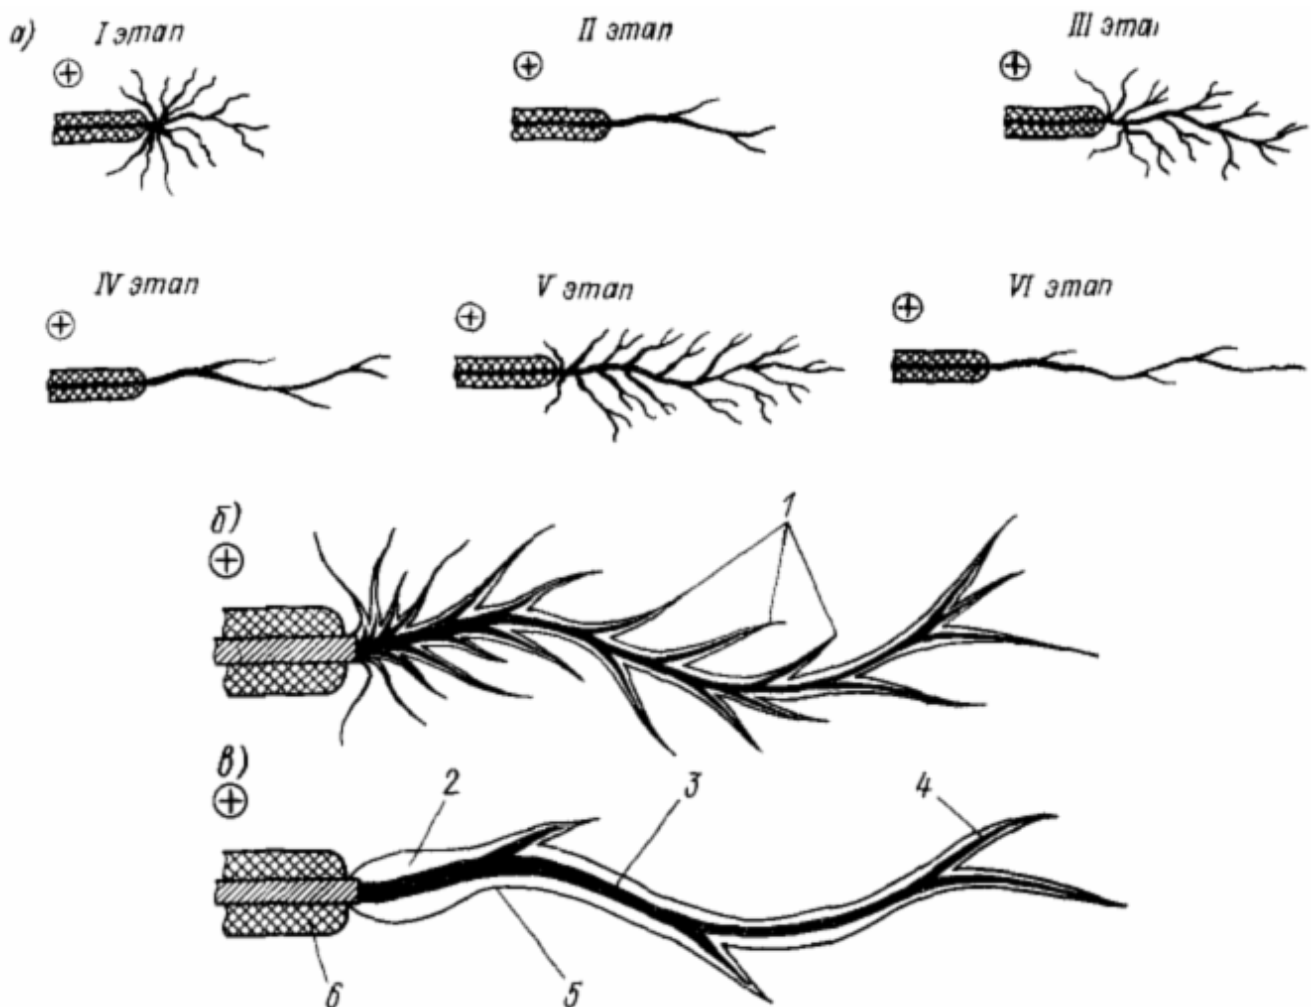 а) I этап II этап III эта
IV этап V этап VI этап
б) 1
в) 2 3 4
6 5